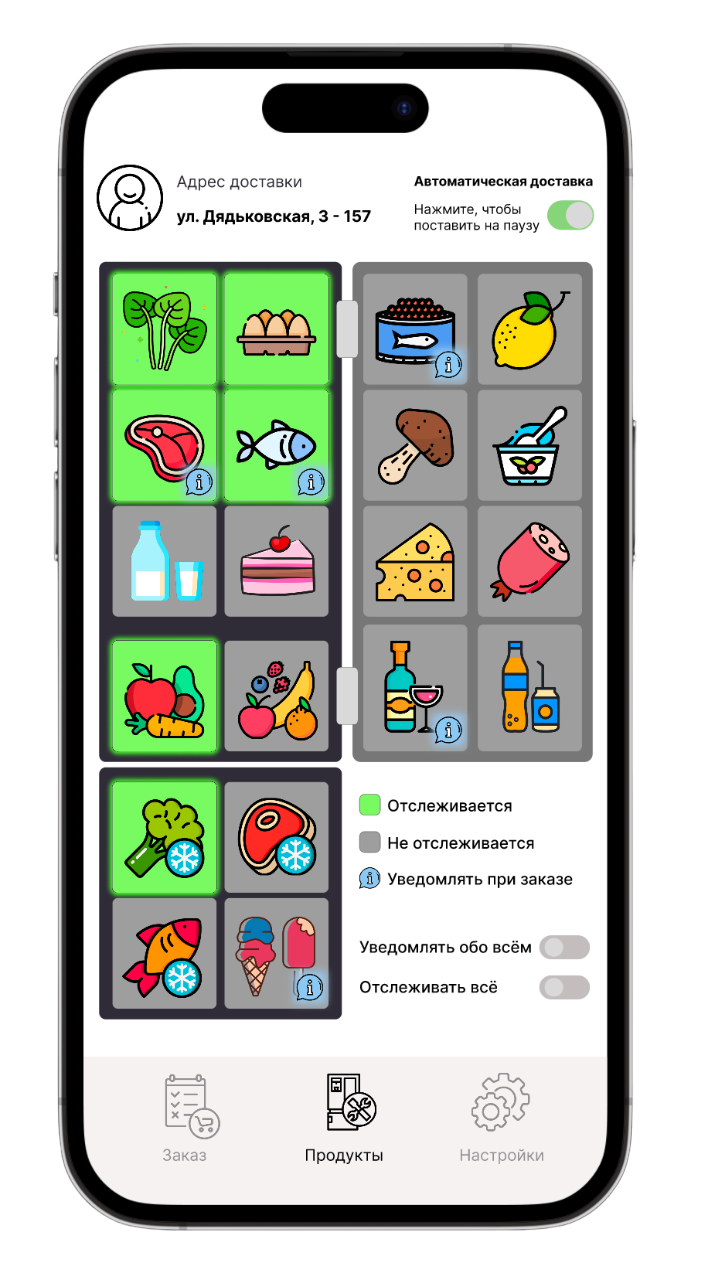 Адрес доставки
ул. Дядьковская, 3 - 157
Автоматическая доставка
Нажмите, чтобы
поставить на паузу
Отслеживается
Не отслеживается
Уведомлять при заказе
Уведомлять обо всём
Отслеживать всё
Заказ
Продукты
Настройки